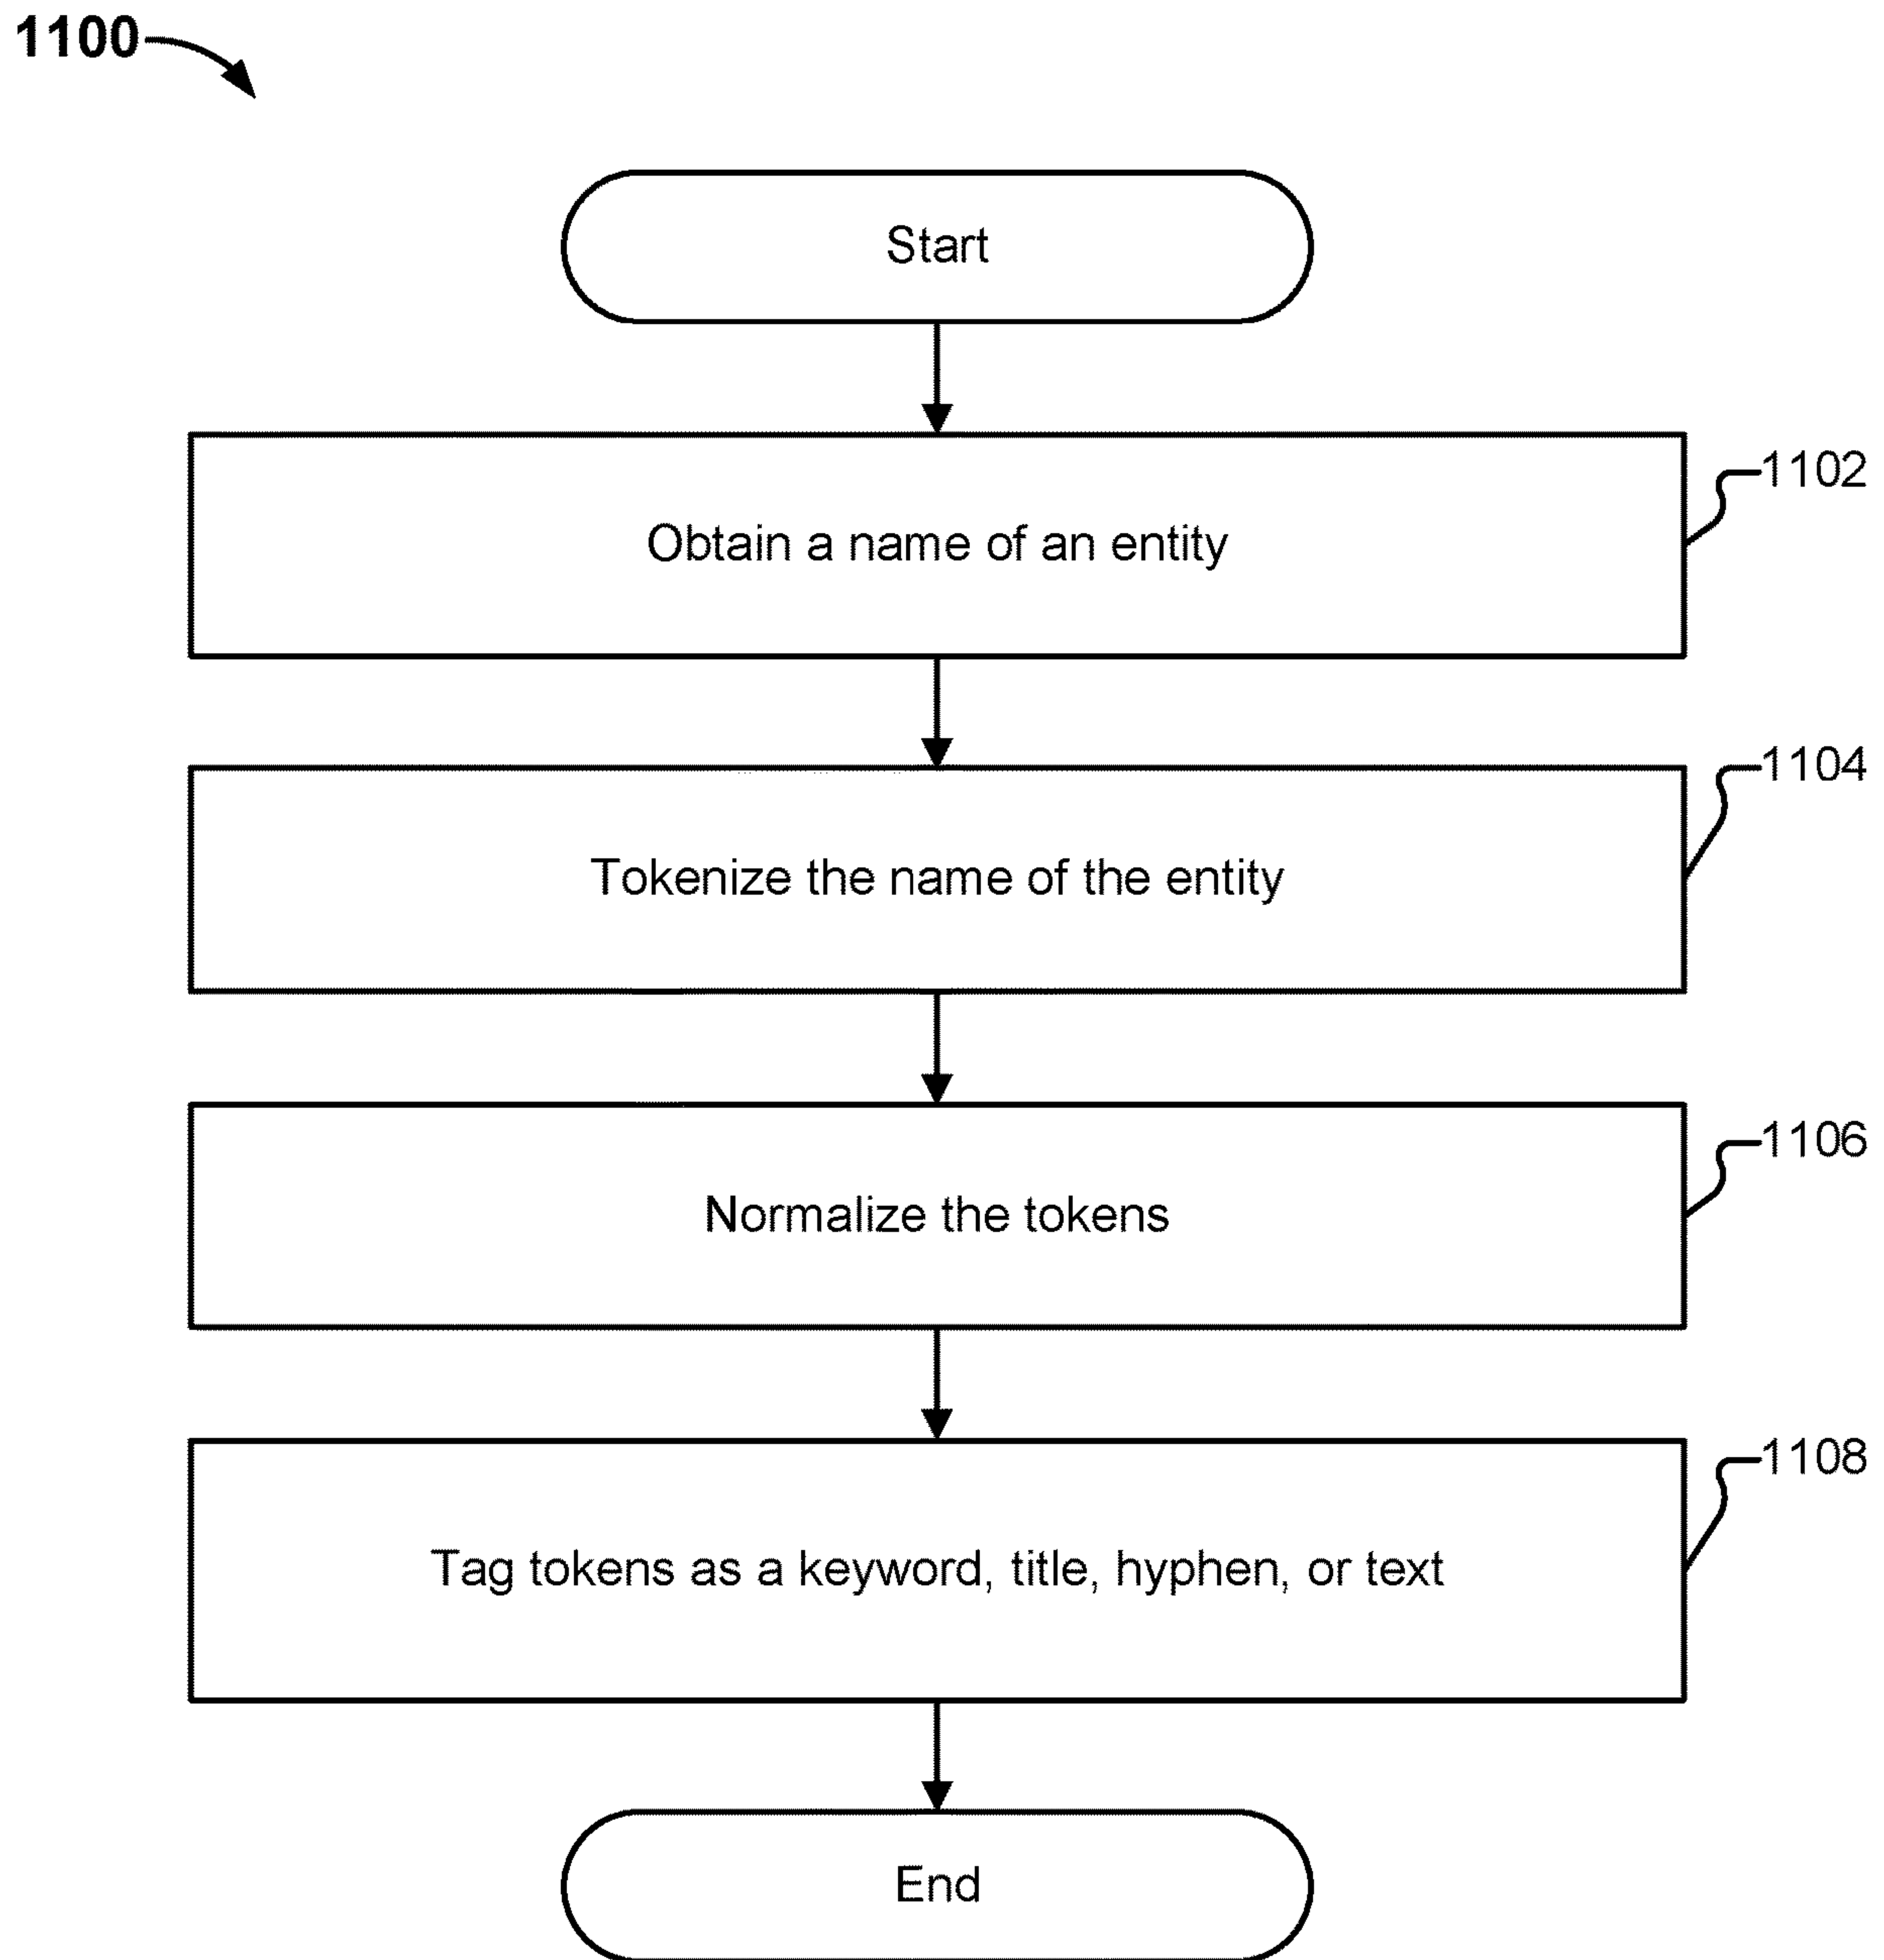 1100
Start
1102
Obtain a name of an entity
1104
Tokenize the name of the entity
1106
Normalize the tokens
1108
Tag tokens as a keyword, title, hyphen, or text
End